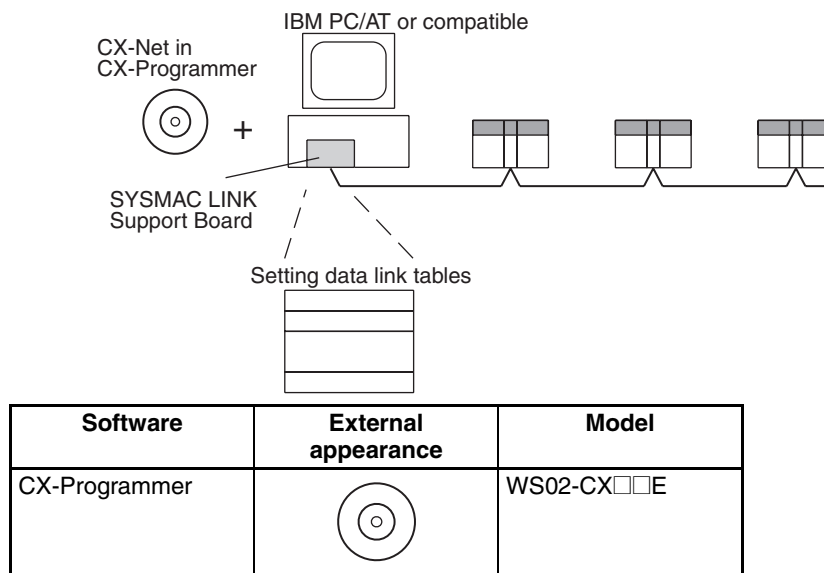 IBM PC/AT or compatible
CX-Net in
CX-Programmer
+
SYSMAC LINK
Support Board
Setting data link tables
Software
External
appearance
Model
CX-Programmer
WS02-CX□□E